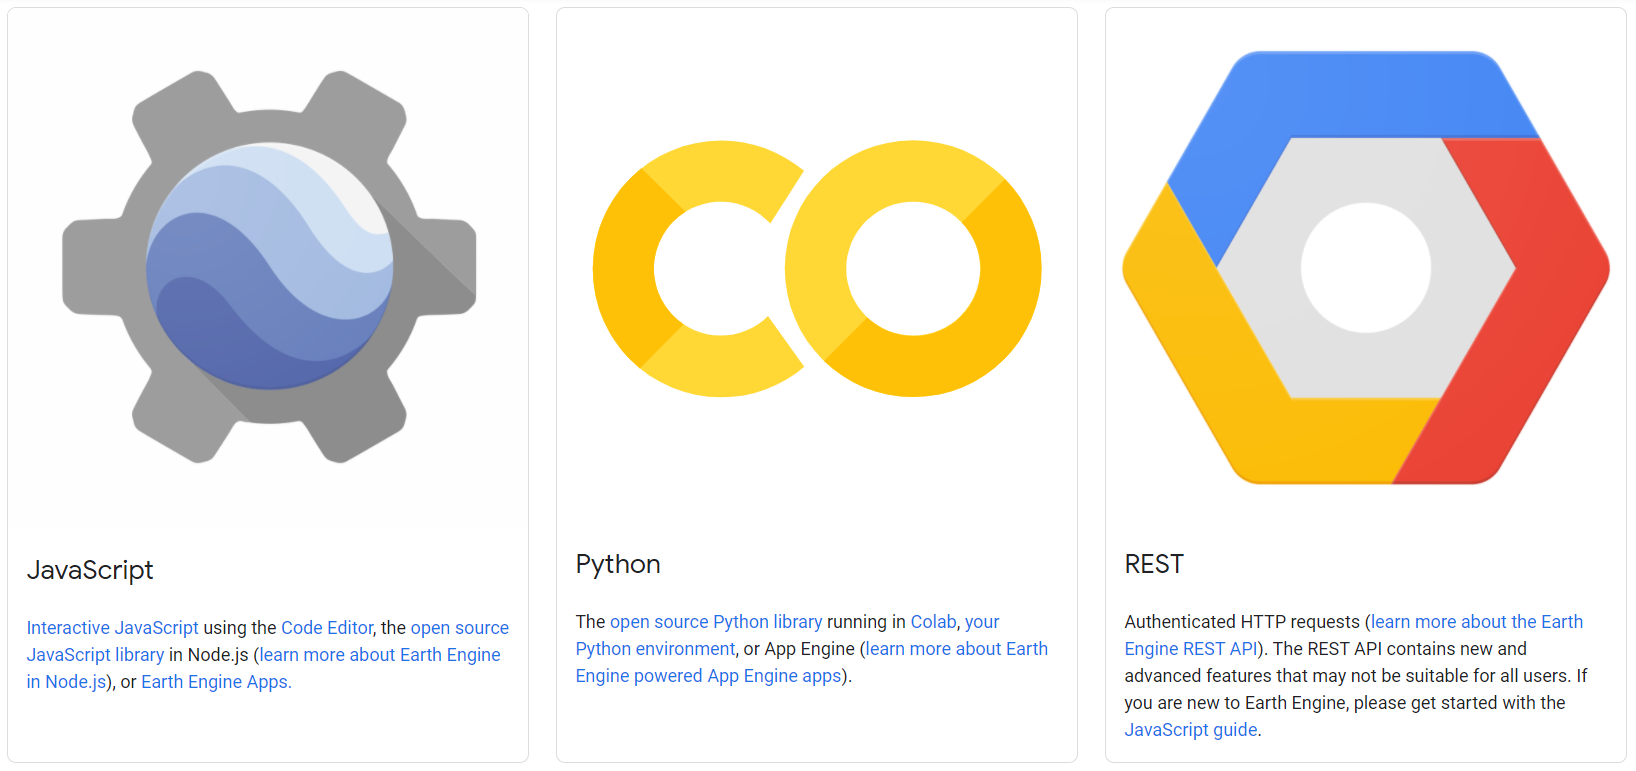 JavaScript
Interactive JavaScript using the Code Editor, the open source
JavaScript library in Node.js (learn more about Earth Engine
in Node.js), or Earth Engine Apps.
Python
The open source Python library running in Colab, your
Python environment, or App Engine (learn more about Earth
Engine powered App Engine apps).
REST
Authenticated HTTP requests (learn more about the Earth
Engine REST API). The REST API contains new and
advanced features that may not be suitable for all users. If
you are new to Earth Engine, please get started with the
JavaScript guide.